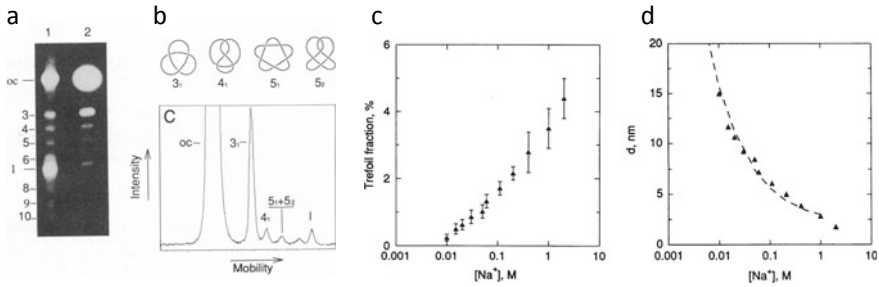 a
1 2
oc
3
4
5
6
l
8
9
10
b
3₁ 4₁ 5₁ 5₂
C
oc
3₁
4₁
5₁+5₂
l
Intensity
Mobility
c
Trefoil fraction, %
6
4
2
0
0.001 0.01 0.1 1 10
[Na⁺], M
d
d, nm
20
15
10
5
0
0.001 0.01 0.1 1 10
[Na⁺], M